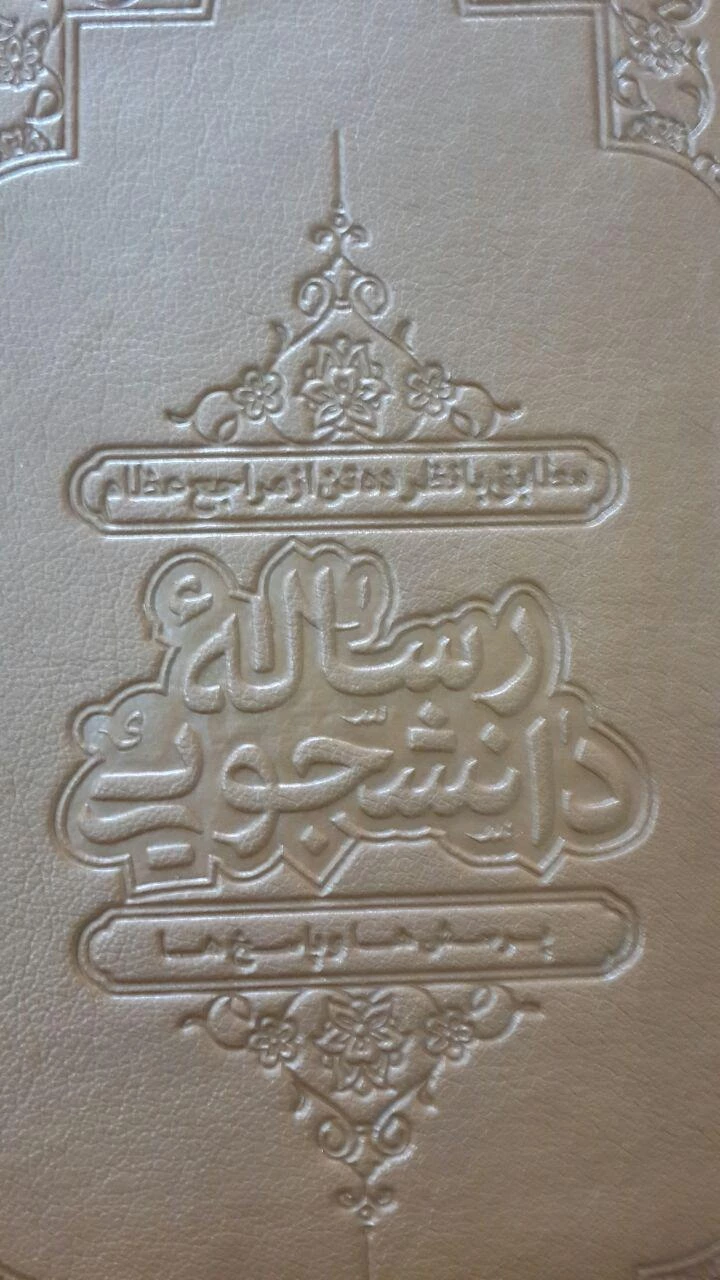 مطابق با نظر ده تن از مراجع عظام
رسالهٔ
دانشجویی
پرسش‌ها و پاسخ‌ها